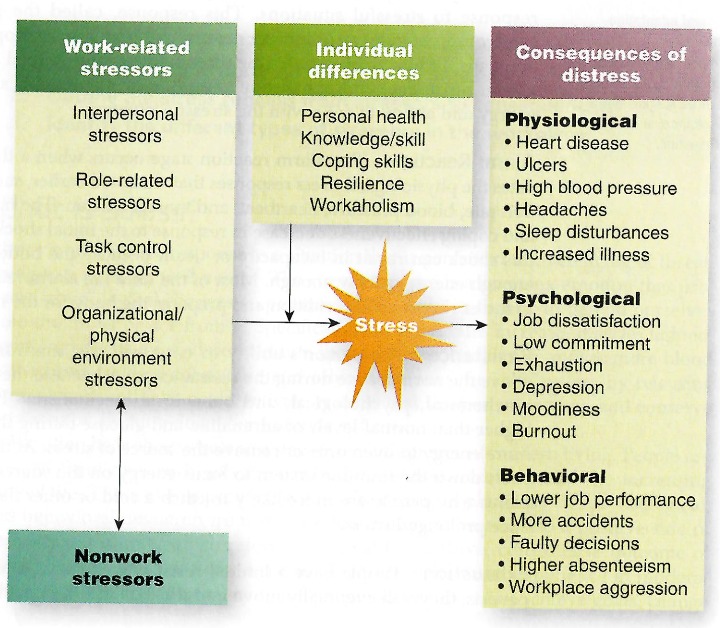 Work-related
stressors
Interpersonal
stressors
Role-related
stressors
Task control
stressors
Organizational/
physical
environment
stressors
Nonwork
stressors
Individual
differences
Personal health
Knowledge/skill
Coping skills
Resilience
Workaholism
Stress
Consequences of
distress
Physiological
• Heart disease
• Ulcers
• High blood pressure
• Headaches
• Sleep disturbances
• Increased illness
Psychological
• Job dissatisfaction
• Low commitment
• Exhaustion
• Depression
• Moodiness
• Burnout
Behavioral
• Lower job performance
• More accidents
• Faulty decisions
• Higher absenteeism
• Workplace aggression